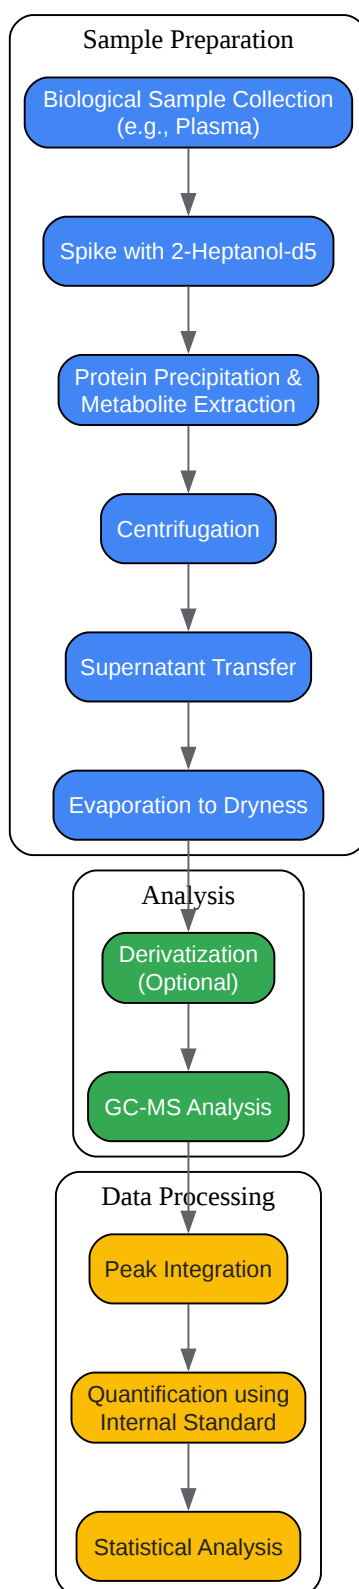 Sample Preparation
Biological Sample Collection
(e.g., Plasma)
Spike with 2-Heptanol-d5
Protein Precipitation &
Metabolite Extraction
Centrifugation
Supernatant Transfer
Evaporation to Dryness
Analysis
Derivatization
(Optional)
GC-MS Analysis
Data Processing
Peak Integration
Quantification using
Internal Standard
Statistical Analysis